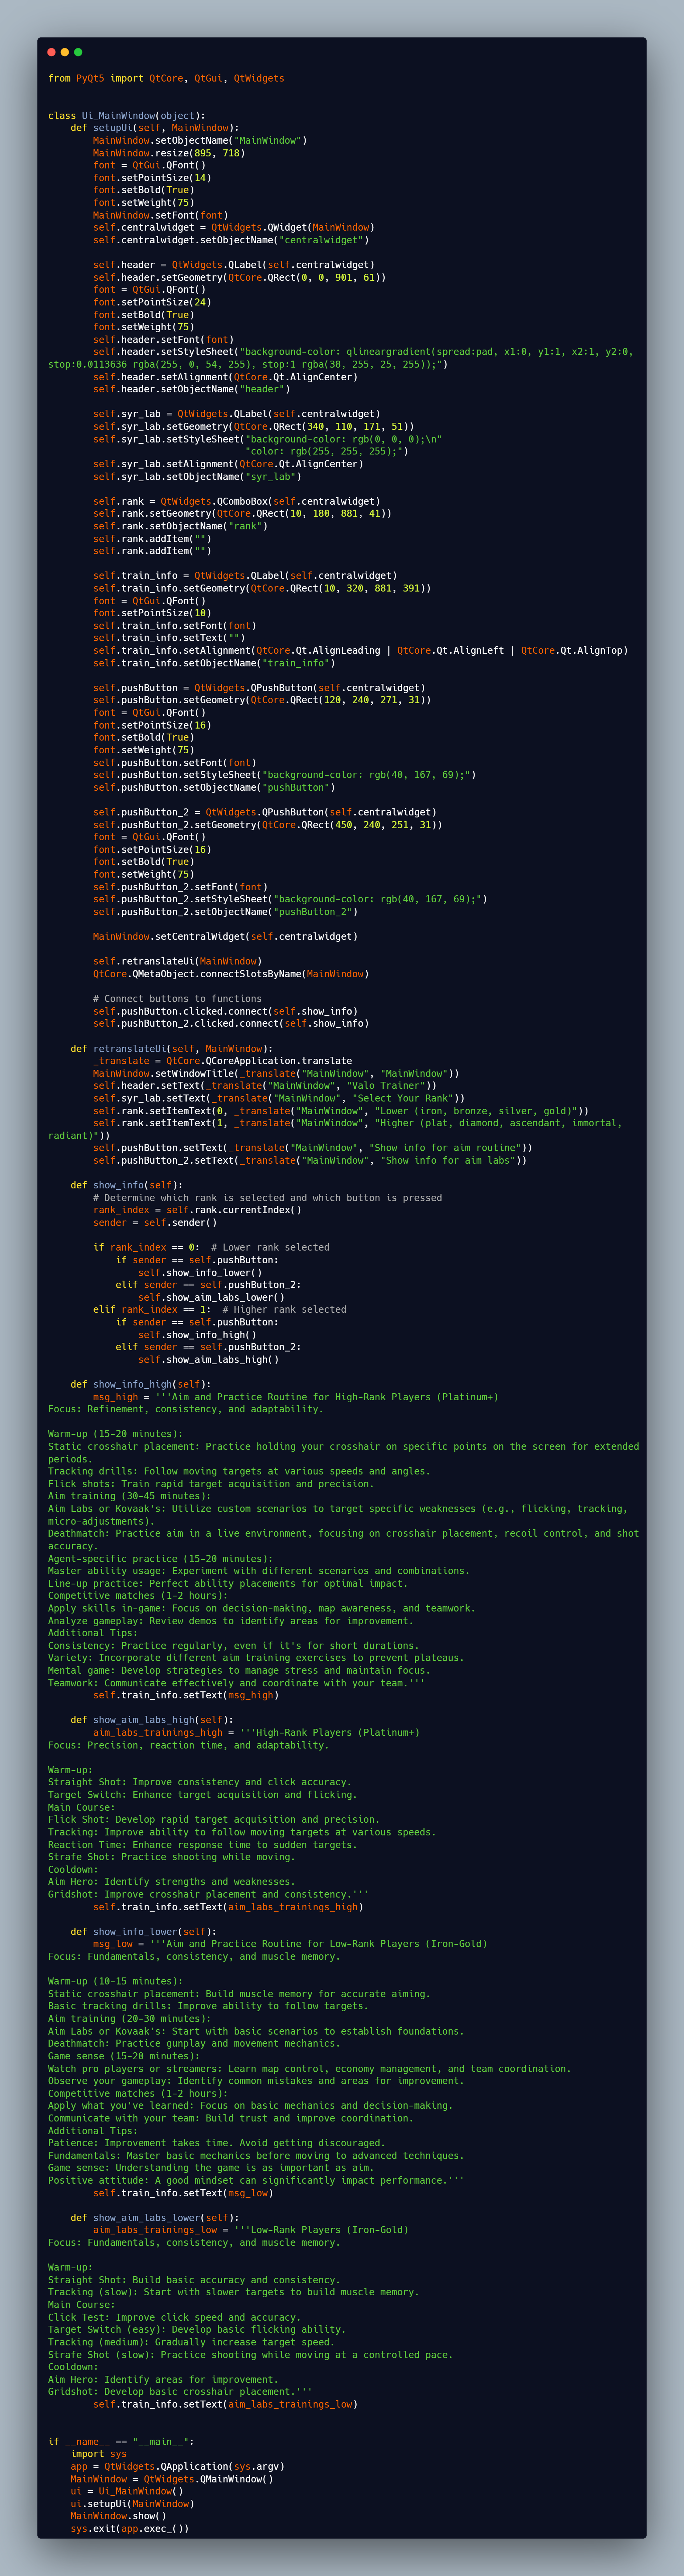 from PyQt5 import QtCore, QtGui, QtWidgets


class Ui_MainWindow(object):
    def setupUi(self, MainWindow):
        MainWindow.setObjectName("MainWindow")
        MainWindow.resize(895, 718)
        font = QtGui.QFont()
        font.setPointSize(14)
        font.setBold(True)
        font.setWeight(75)
        MainWindow.setFont(font)
        self.centralwidget = QtWidgets.QWidget(MainWindow)
        self.centralwidget.setObjectName("centralwidget")

        self.header = QtWidgets.QLabel(self.centralwidget)
        self.header.setGeometry(QtCore.QRect(0, 0, 901, 61))
        font = QtGui.QFont()
        font.setPointSize(24)
        font.setBold(True)
        font.setWeight(75)
        self.header.setFont(font)
        self.header.setStyleSheet("background-color: qlineargradient(spread:pad, x1:0, y1:1, x2:1, y2:0,
stop:0.0113636 rgba(255, 0, 54, 255), stop:1 rgba(38, 255, 25, 255));")
        self.header.setAlignment(QtCore.Qt.AlignCenter)
        self.header.setObjectName("header")

        self.syr_lab = QtWidgets.QLabel(self.centralwidget)
        self.syr_lab.setGeometry(QtCore.QRect(340, 110, 171, 51))
        self.syr_lab.setStyleSheet("background-color: rgb(0, 0, 0);\n"
                                   "color: rgb(255, 255, 255);")
        self.syr_lab.setAlignment(QtCore.Qt.AlignCenter)
        self.syr_lab.setObjectName("syr_lab")

        self.rank = QtWidgets.QComboBox(self.centralwidget)
        self.rank.setGeometry(QtCore.QRect(10, 180, 881, 41))
        self.rank.setObjectName("rank")
        self.rank.addItem("")
        self.rank.addItem("")

        self.train_info = QtWidgets.QLabel(self.centralwidget)
        self.train_info.setGeometry(QtCore.QRect(10, 320, 881, 391))
        font = QtGui.QFont()
        font.setPointSize(10)
        self.train_info.setFont(font)
        self.train_info.setText("")
        self.train_info.setAlignment(QtCore.Qt.AlignLeading | QtCore.Qt.AlignLeft | QtCore.Qt.AlignTop)
        self.train_info.setObjectName("train_info")

        self.pushButton = QtWidgets.QPushButton(self.centralwidget)
        self.pushButton.setGeometry(QtCore.QRect(120, 240, 271, 31))
        font = QtGui.QFont()
        font.setPointSize(16)
        font.setBold(True)
        font.setWeight(75)
        self.pushButton.setFont(font)
        self.pushButton.setStyleSheet("background-color: rgb(40, 167, 69);")
        self.pushButton.setObjectName("pushButton")

        self.pushButton_2 = QtWidgets.QPushButton(self.centralwidget)
        self.pushButton_2.setGeometry(QtCore.QRect(450, 240, 251, 31))
        font = QtGui.QFont()
        font.setPointSize(16)
        font.setBold(True)
        font.setWeight(75)
        self.pushButton_2.setFont(font)
        self.pushButton_2.setStyleSheet("background-color: rgb(40, 167, 69);")
        self.pushButton_2.setObjectName("pushButton_2")

        MainWindow.setCentralWidget(self.centralwidget)

        self.retranslateUi(MainWindow)
        QtCore.QMetaObject.connectSlotsByName(MainWindow)

        # Connect buttons to functions
        self.pushButton.clicked.connect(self.show_info)
        self.pushButton_2.clicked.connect(self.show_info)

    def retranslateUi(self, MainWindow):
        _translate = QtCore.QCoreApplication.translate
        MainWindow.setWindowTitle(_translate("MainWindow", "MainWindow"))
        self.header.setText(_translate("MainWindow", "Valo Trainer"))
        self.syr_lab.setText(_translate("MainWindow", "Select Your Rank"))
        self.rank.setItemText(0, _translate("MainWindow", "Lower (iron, bronze, silver, gold)"))
        self.rank.setItemText(1, _translate("MainWindow", "Higher (plat, diamond, ascendant, immortal,
radiant)"))
        self.pushButton.setText(_translate("MainWindow", "Show info for aim routine"))
        self.pushButton_2.setText(_translate("MainWindow", "Show info for aim labs"))

    def show_info(self):
        # Determine which rank is selected and which button is pressed
        rank_index = self.rank.currentIndex()
        sender = self.sender()

        if rank_index == 0:  # Lower rank selected
            if sender == self.pushButton:
                self.show_info_lower()
            elif sender == self.pushButton_2:
                self.show_aim_labs_lower()
        elif rank_index == 1:  # Higher rank selected
            if sender == self.pushButton:
                self.show_info_high()
            elif sender == self.pushButton_2:
                self.show_aim_labs_high()

    def show_info_high(self):
        msg_high = '''Aim and Practice Routine for High-Rank Players (Platinum+)
Focus: Refinement, consistency, and adaptability.

Warm-up (15-20 minutes):
Static crosshair placement: Practice holding your crosshair on specific points on the screen for extended
periods.
Tracking drills: Follow moving targets at various speeds and angles.
Flick shots: Train rapid target acquisition and precision.
Aim training (30-45 minutes):
Aim Labs or Kovaak's: Utilize custom scenarios to target specific weaknesses (e.g., flicking, tracking,
micro-adjustments).
Deathmatch: Practice aim in a live environment, focusing on crosshair placement, recoil control, and shot
accuracy.
Agent-specific practice (15-20 minutes):
Master ability usage: Experiment with different scenarios and combinations.
Line-up practice: Perfect ability placements for optimal impact.
Competitive matches (1-2 hours):
Apply skills in-game: Focus on decision-making, map awareness, and teamwork.
Analyze gameplay: Review demos to identify areas for improvement.
Additional Tips:
Consistency: Practice regularly, even if it's for short durations.
Variety: Incorporate different aim training exercises to prevent plateaus.
Mental game: Develop strategies to manage stress and maintain focus.
Teamwork: Communicate effectively and coordinate with your team.'''
        self.train_info.setText(msg_high)

    def show_aim_labs_high(self):
        aim_labs_trainings_high = '''High-Rank Players (Platinum+)
Focus: Precision, reaction time, and adaptability.

Warm-up:
Straight Shot: Improve consistency and click accuracy.
Target Switch: Enhance target acquisition and flicking.
Main Course:
Flick Shot: Develop rapid target acquisition and precision.
Tracking: Improve ability to follow moving targets at various speeds.
Reaction Time: Enhance response time to sudden targets.
Strafe Shot: Practice shooting while moving.
Cooldown:
Aim Hero: Identify strengths and weaknesses.
Gridshot: Improve crosshair placement and consistency.'''
        self.train_info.setText(aim_labs_trainings_high)

    def show_info_lower(self):
        msg_low = '''Aim and Practice Routine for Low-Rank Players (Iron-Gold)
Focus: Fundamentals, consistency, and muscle memory.

Warm-up (10-15 minutes):
Static crosshair placement: Build muscle memory for accurate aiming.
Basic tracking drills: Improve ability to follow targets.
Aim training (20-30 minutes):
Aim Labs or Kovaak's: Start with basic scenarios to establish foundations.
Deathmatch: Practice gunplay and movement mechanics.
Game sense (15-20 minutes):
Watch pro players or streamers: Learn map control, economy management, and team coordination.
Observe your gameplay: Identify common mistakes and areas for improvement.
Competitive matches (1-2 hours):
Apply what you've learned: Focus on basic mechanics and decision-making.
Communicate with your team: Build trust and improve coordination.
Additional Tips:
Patience: Improvement takes time. Avoid getting discouraged.
Fundamentals: Master basic mechanics before moving to advanced techniques.
Game sense: Understanding the game is as important as aim.
Positive attitude: A good mindset can significantly impact performance.'''
        self.train_info.setText(msg_low)

    def show_aim_labs_lower(self):
        aim_labs_trainings_low = '''Low-Rank Players (Iron-Gold)
Focus: Fundamentals, consistency, and muscle memory.

Warm-up:
Straight Shot: Build basic accuracy and consistency.
Tracking (slow): Start with slower targets to build muscle memory.
Main Course:
Click Test: Improve click speed and accuracy.
Target Switch (easy): Develop basic flicking ability.
Tracking (medium): Gradually increase target speed.
Strafe Shot (slow): Practice shooting while moving at a controlled pace.
Cooldown:
Aim Hero: Identify areas for improvement.
Gridshot: Develop basic crosshair placement.'''
        self.train_info.setText(aim_labs_trainings_low)


if __name__ == "__main__":
    import sys
    app = QtWidgets.QApplication(sys.argv)
    MainWindow = QtWidgets.QMainWindow()
    ui = Ui_MainWindow()
    ui.setupUi(MainWindow)
    MainWindow.show()
    sys.exit(app.exec_())